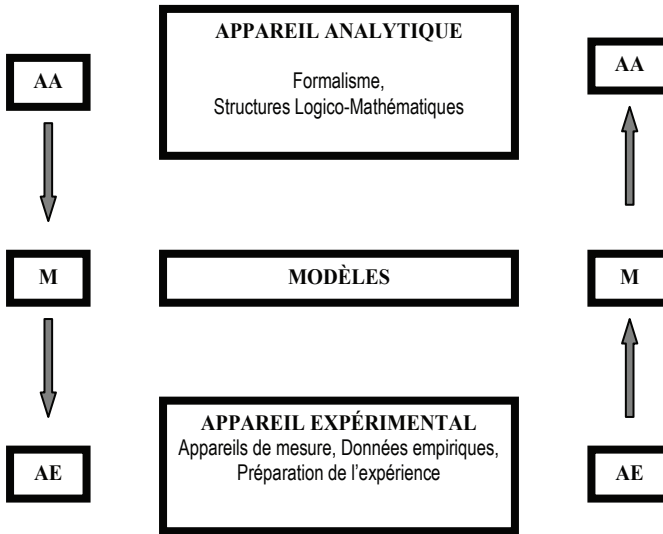 APPAREIL ANALYTIQUE
AA
AA
Formalisme,
Structures Logico-Mathématiques
M
MODÈLES
M
APPAREIL EXPÉRIMENTAL
Appareils de mesure, Données empiriques,
Préparation de l’expérience
AE
AE